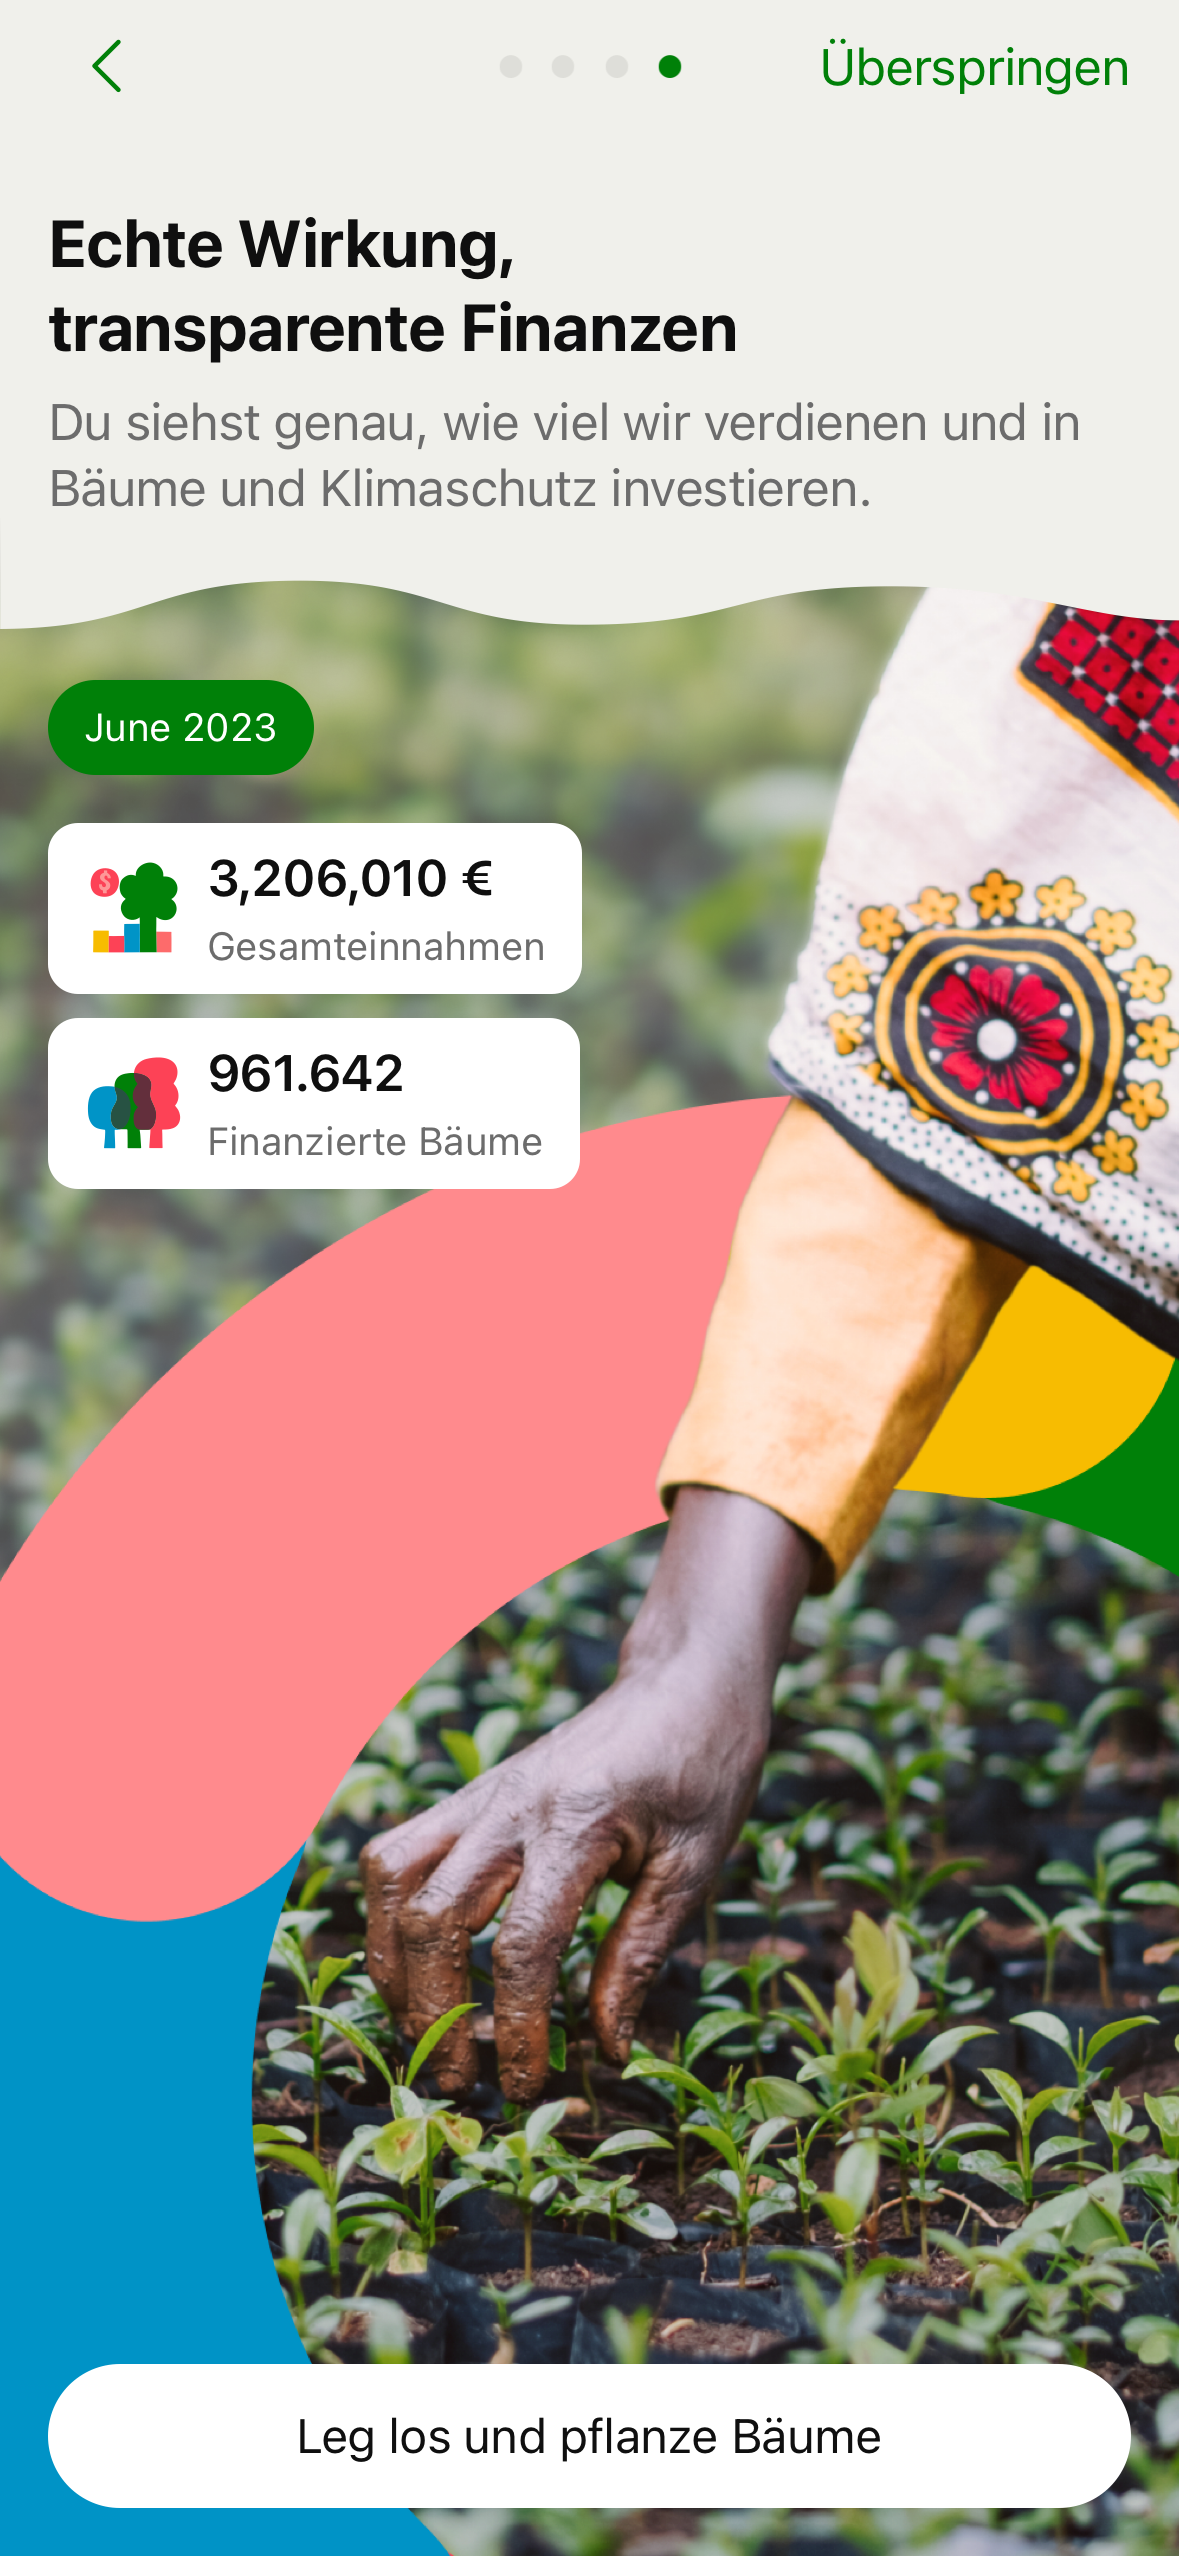 Überspringen
Echte Wirkung,
transparente Finanzen
Du siehst genau, wie viel wir verdienen und in
Bäume und Klimaschutz investieren.
June 2023
3,206,010 €
Gesamteinnahmen
961.642
Finanzierte Bäume
Leg los und pflanze Bäume